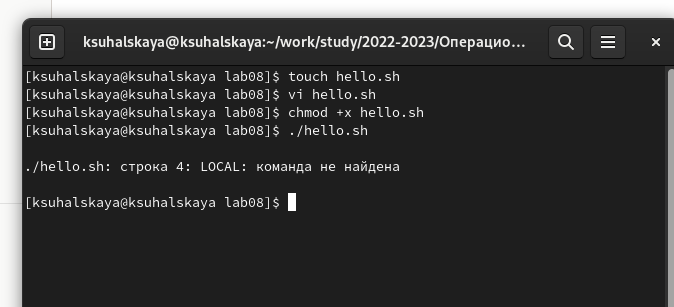 ksuhalskaya@ksuhalskaya:~/work/study/2022-2023/Операцио...
[ksuhalskaya@ksuhalskaya lab08]$ touch hello.sh
[ksuhalskaya@ksuhalskaya lab08]$ vi hello.sh
[ksuhalskaya@ksuhalskaya lab08]$ chmod +x hello.sh
[ksuhalskaya@ksuhalskaya lab08]$ ./hello.sh
./hello.sh: строка 4: LOCAL: команда не найдена
[ksuhalskaya@ksuhalskaya lab08]$